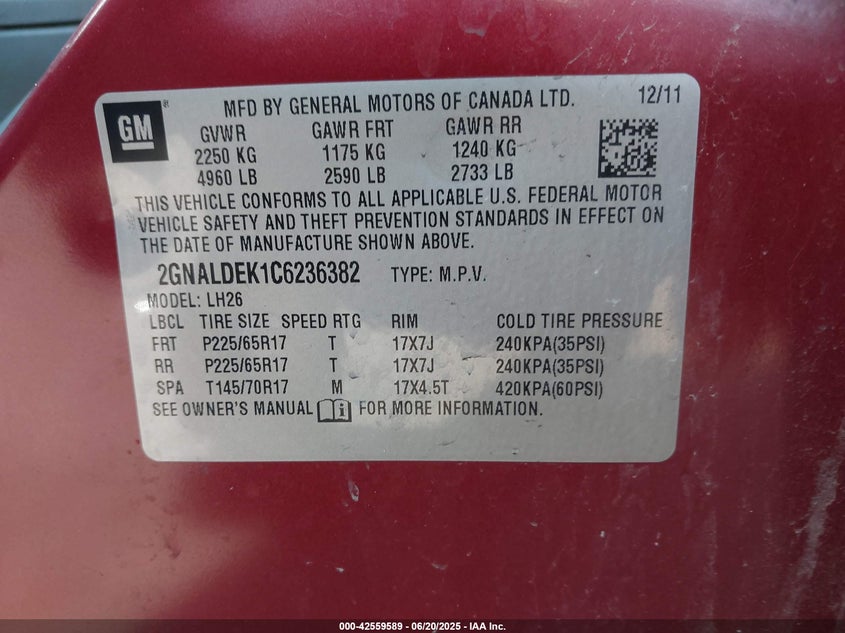 GM
MFD BY GENERAL MOTORS OF CANADA LTD. 12/11
GVWR GAWR FRT GAWR RR
2250 KG 1175 KG 1240 KG
4960 LB 2590 LB 2733 LB
THIS VEHICLE CONFORMS TO ALL APPLICABLE U.S. FEDERAL MOTOR
VEHICLE SAFETY AND THEFT PREVENTION STANDARDS IN EFFECT ON
THE DATE OF MANUFACTURE SHOWN ABOVE.
2GNALDEK1C6236382 TYPE: M.P.V.
MODEL: LH26
LBCL TIRE SIZE SPEED RTG RIM COLD TIRE PRESSURE
FRT P225/65R17 T 17X7J 240KPA(35PSI)
RR P225/65R17 T 17X7J 240KPA(35PSI)
SPA T145/70R17 M 17X4.5T 420KPA(60PSI)
SEE OWNER'S MANUAL FOR MORE INFORMATION.
000-42559589 - 06/20/2025 - IAA Inc.